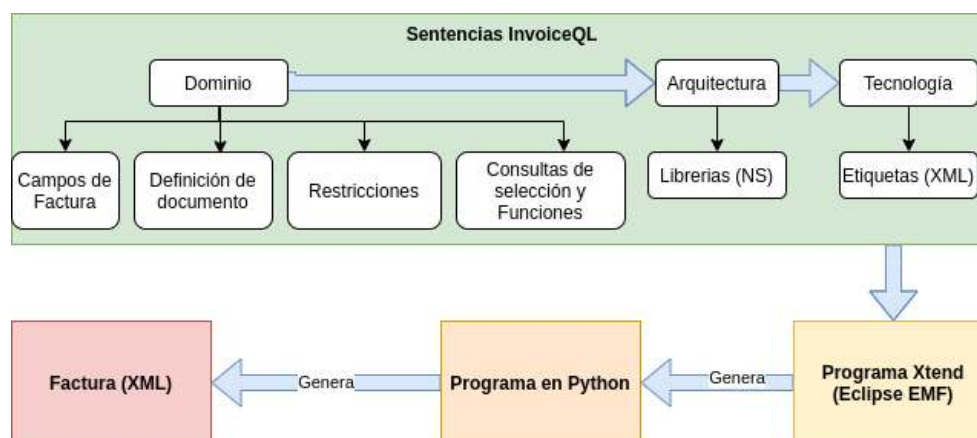 Sentencias InvoiceQL
Dominio
Arquitectura
Tecnología
Campos de
Factura
Definición de
documento
Restricciones
Consultas de
selección y
Funciones
Librerias (NS)
Etiquetas (XML)
Factura (XML)
Genera
Programa en Python
Genera
Programa Xtend
(Eclipse EMF)